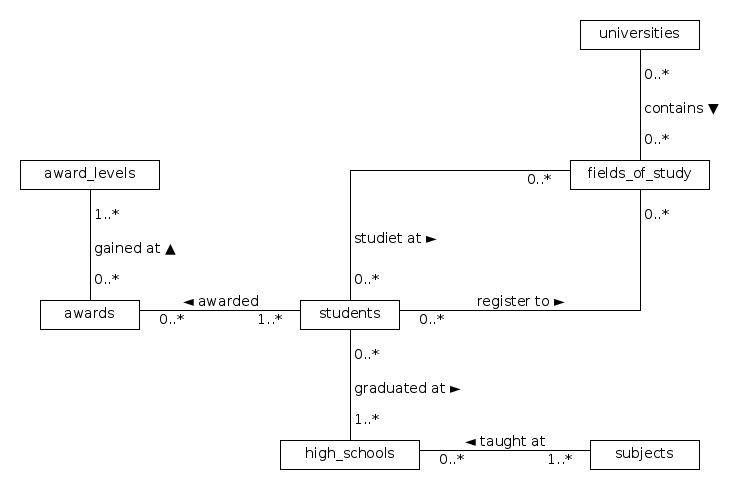 universities
0..*
contains ▼
0..*
award_levels
fields_of_study
0..*
1..*
0..*
studiet at ►
gained at ▲
0..*
0..*
◄ awarded
register to ►
awards
students
0..*
1..*
0..*
0..*
graduated at ►
1..*
◄ taught at
high_schools
subjects
0..*
1..*